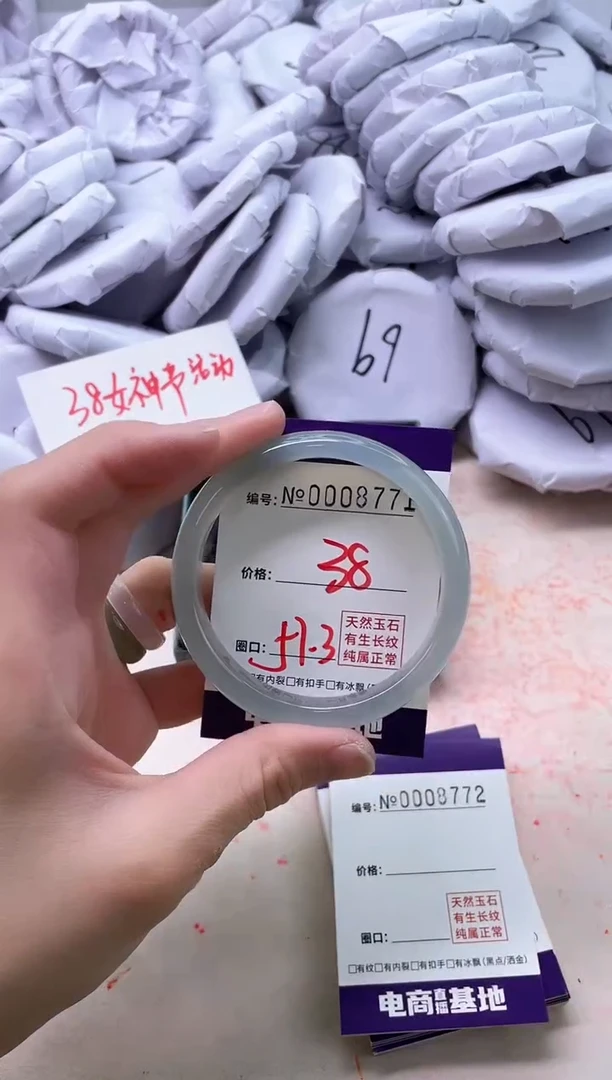 69
38女神节活动
编号:№0008771
价格: 38
天然玉石
有生长纹
圈口:
纯属正常
有内裂□有扣手□有冰飘(
编号:№0008772
价格:
天然玉石
有生长纹
圈口:
纯属正常
□有纹□有内裂□有扣手□有冰飘(黑点/洒金)
电商直播基地